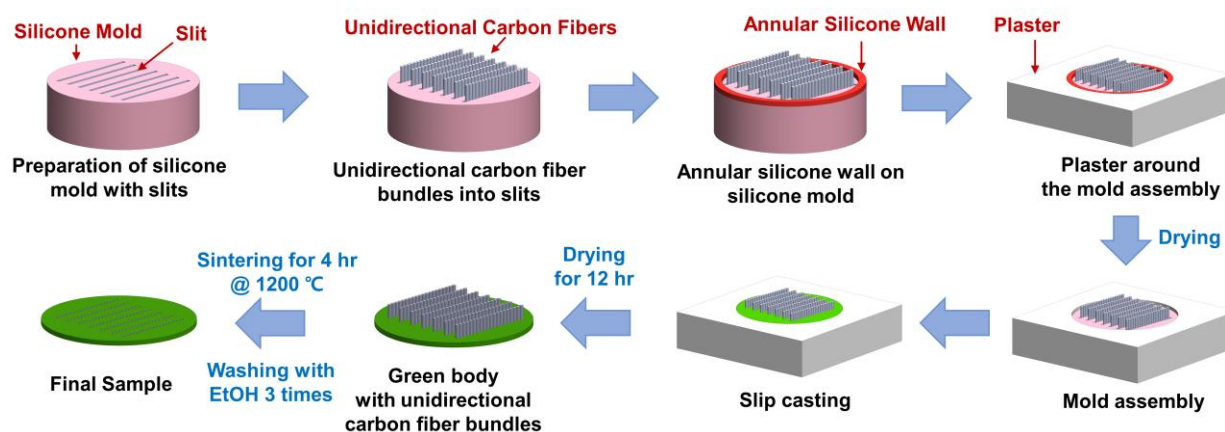 Silicone Mold
Slit
Unidirectional Carbon Fibers
Annular Silicone Wall
Plaster
Preparation of silicone
mold with slits
Unidirectional carbon fiber
bundles into slits
Annular silicone wall on
silicone mold
Plaster around
the mold assembly
Drying
Mold assembly
Slip casting
Drying
for 12 hr
Green body
with unidirectional
carbon fiber bundles
Sintering for 4 hr
@ 1200 ℃
Washing with
EtOH 3 times
Final Sample